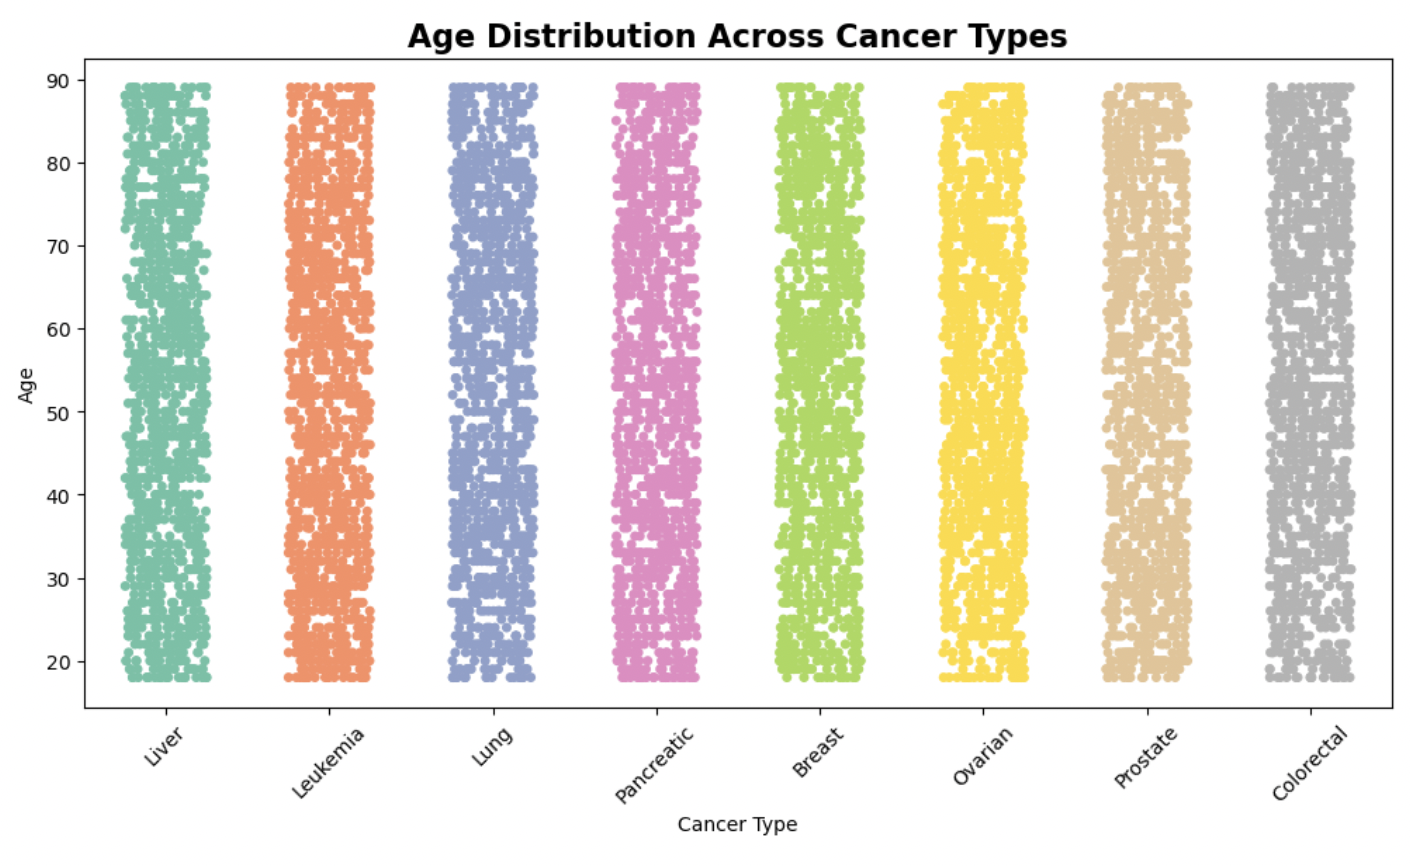 Age Distribution Across Cancer Types
90
80
70
60
50
40
30
20
Age
Liver
Leukemia
Lung
Pancreatic
Breast
Ovarian
Prostate
Colorectal
Cancer Type